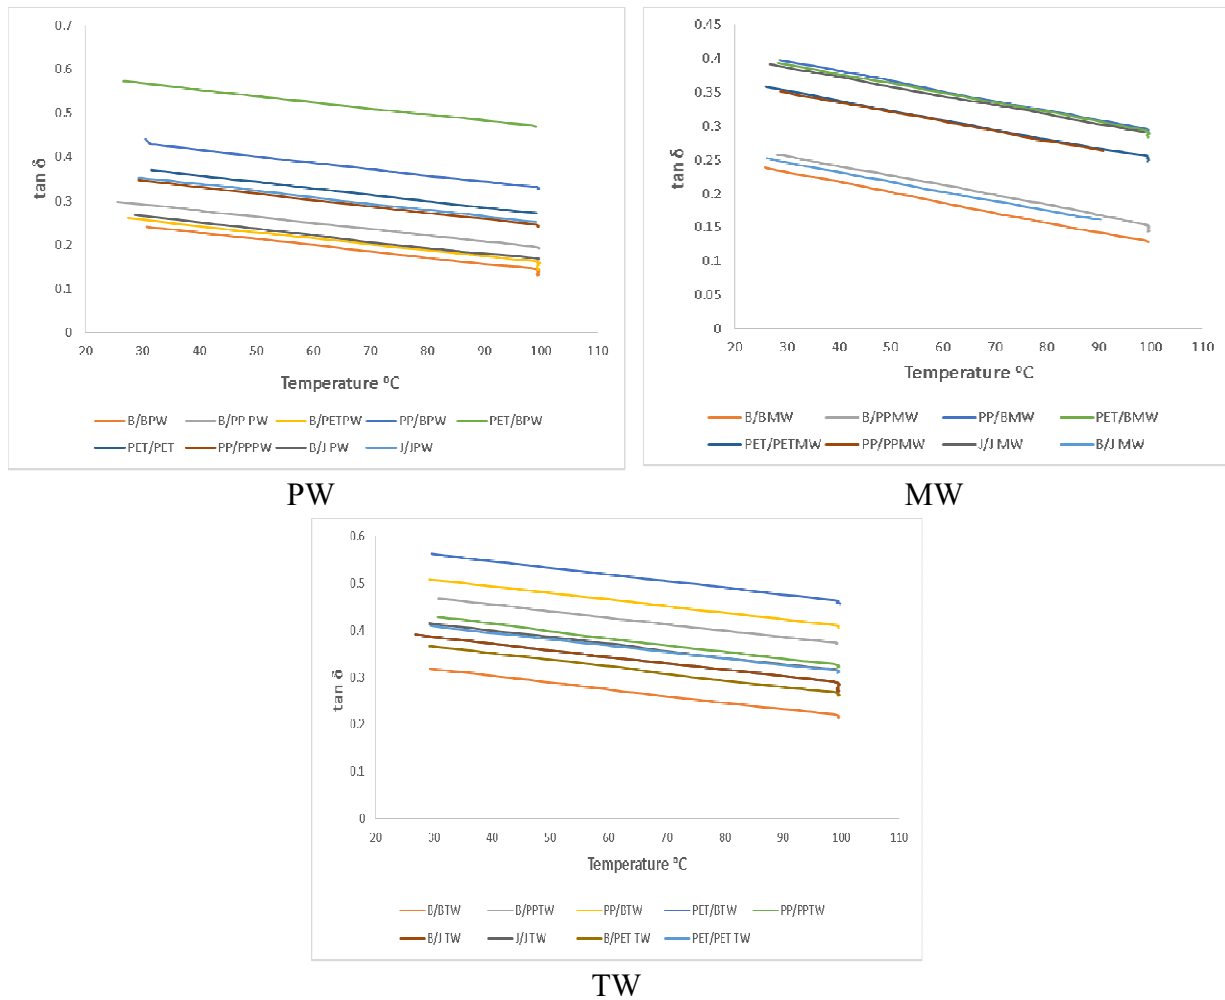 0.7
0.6
0.5
0.4
0.3
0.2
0.1
0
tan δ
20 30 40 50 60 70 80 90 100 110
Temperature ºC
B/BPW B/PP PW B/PETPW PP/BPW PET/BPW
PET/PET PP/PPPW B/J PW J/JPW
PW
0.45
0.4
0.35
0.3
0.25
0.2
0.15
0.1
0.05
0
tan δ
20 30 40 50 60 70 80 90 100 110
Temperature ºC
B/BMW B/PPMW PP/BMW PET/BMW
PET/PETMW PP/PPMW J/J MW B/J MW
MW
0.6
0.5
0.4
0.3
0.2
0.1
0
tan δ
20 30 40 50 60 70 80 90 100 110
Temperature ºC
B/BTW B/PPTW PP/BTW PET/BTW PP/PPTW
B/J TW J/J TW B/PET TW PET/PET TW
TW